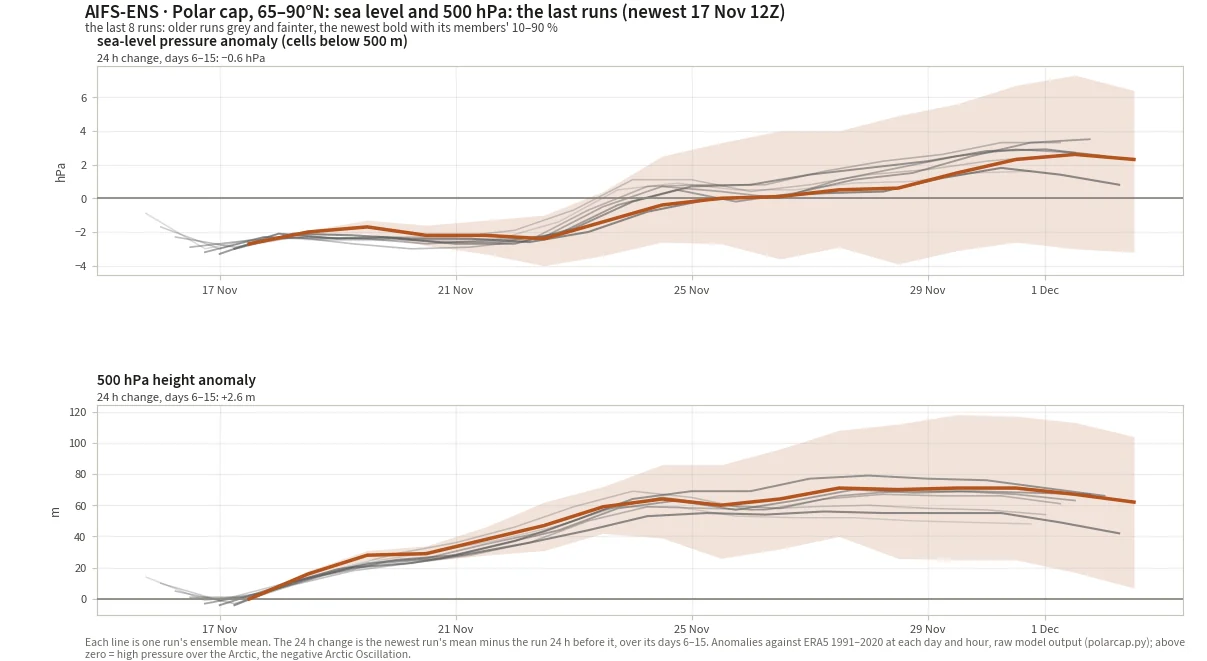 AIFS-ENS · Polar cap, 65–90°N: sea level and 500 hPa: the last runs (newest 17 Nov 12Z)
the last 8 runs: older runs grey and fainter, the newest bold with its members' 10–90 %
sea-level pressure anomaly (cells below 500 m)
24 h change, days 6–15: −0.6 hPa
6
4
2
0
−2
−4
hPa
17 Nov
21 Nov
25 Nov
29 Nov
1 Dec
500 hPa height anomaly
24 h change, days 6–15: +2.6 m
120
100
80
60
40
20
0
m
17 Nov
21 Nov
25 Nov
29 Nov
1 Dec
Each line is one run's ensemble mean. The 24 h change is the newest run's mean minus the run 24 h before it, over its days 6–15. Anomalies against ERA5 1991–2020 at each day and hour, raw model output (polarcap.py); above
zero = high pressure over the Arctic, the negative Arctic Oscillation.